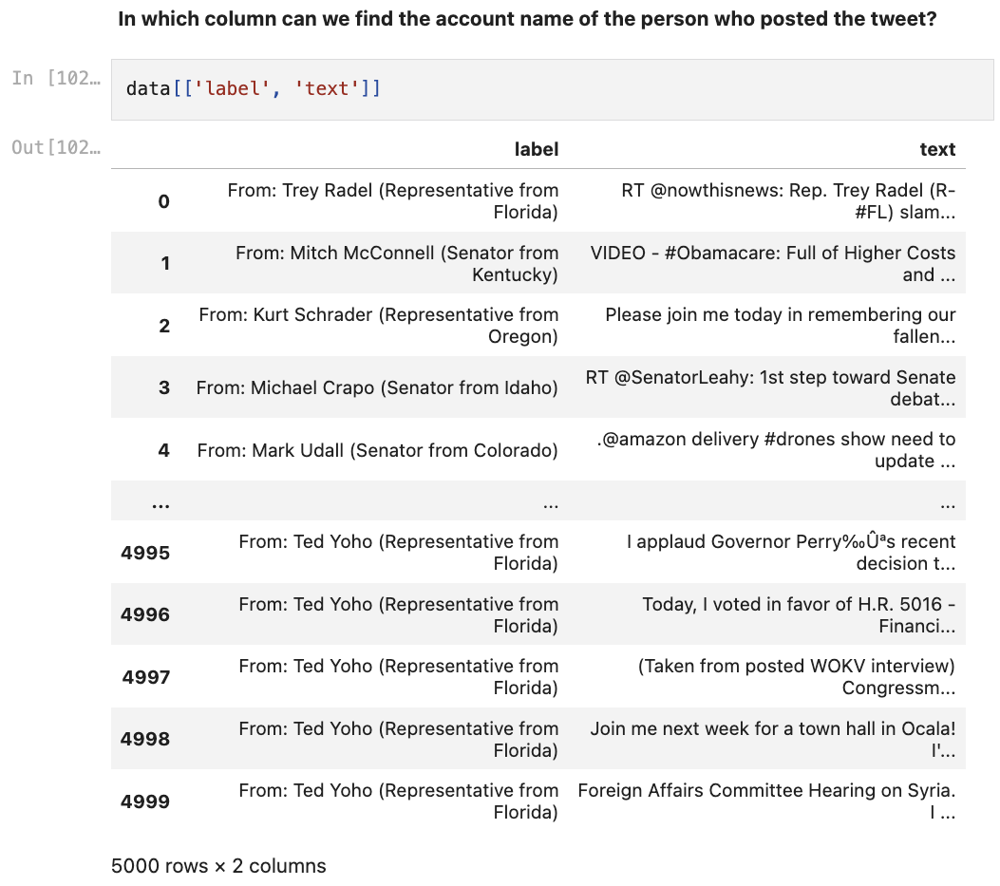 In which column can we find the account name of the person who posted the tweet?
In [102…
data[['label', 'text']]
Out[102…
label text
0 From: Trey Radel (Representative from Florida) RT @nowthisnews: Rep. Trey Radel (R-#FL) slam...
1 From: Mitch McConnell (Senator from Kentucky) VIDEO - #Obamacare: Full of Higher Costs and ...
2 From: Kurt Schrader (Representative from Oregon) Please join me today in remembering our fallen...
3 From: Michael Crapo (Senator from Idaho) RT @SenatorLeahy: 1st step toward Senate debat...
4 From: Mark Udall (Senator from Colorado) .@amazon delivery #drones show need to update ...
... ... ...
4995 From: Ted Yoho (Representative from Florida) I applaud Governor Perry‰Ûªs recent decision t...
4996 From: Ted Yoho (Representative from Florida) Today, I voted in favor of H.R. 5016 - Financi...
4997 From: Ted Yoho (Representative from Florida) (Taken from posted WOKV interview) Congressm...
4998 From: Ted Yoho (Representative from Florida) Join me next week for a town hall in Ocala! I'...
4999 From: Ted Yoho (Representative from Florida) Foreign Affairs Committee Hearing on Syria. I ...
5000 rows × 2 columns